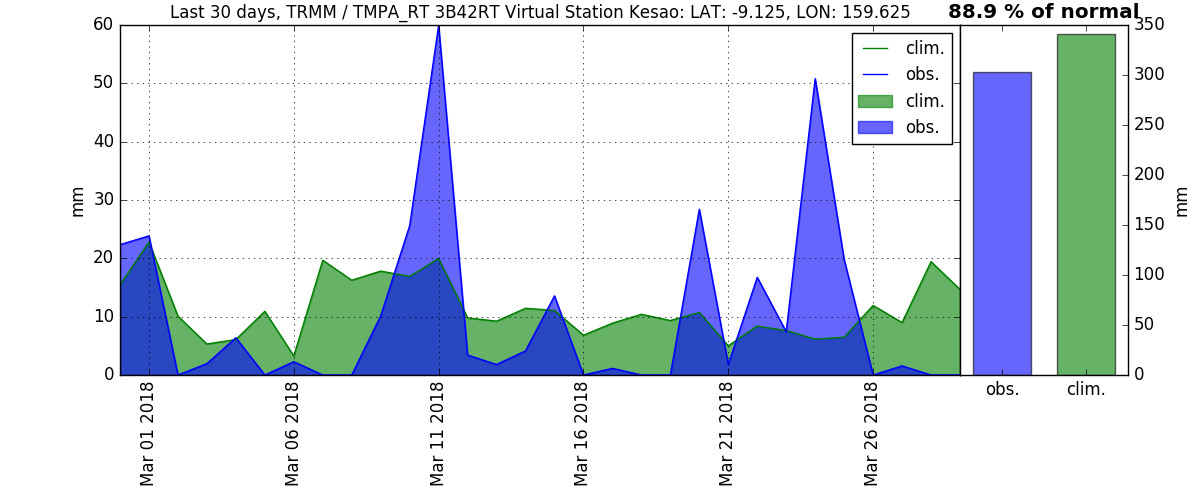 Last 30 days, TRMM / TMPA_RT 3B42RT Virtual Station Kesao: LAT: -9.125, LON: 159.625
88.9 % of normal
60
50
40
30
20
10
0
mm
clim.
obs.
clim.
obs.
350
300
250
200
150
100
50
0
mm
Mar 01 2018
Mar 06 2018
Mar 11 2018
Mar 16 2018
Mar 21 2018
Mar 26 2018
obs.
clim.